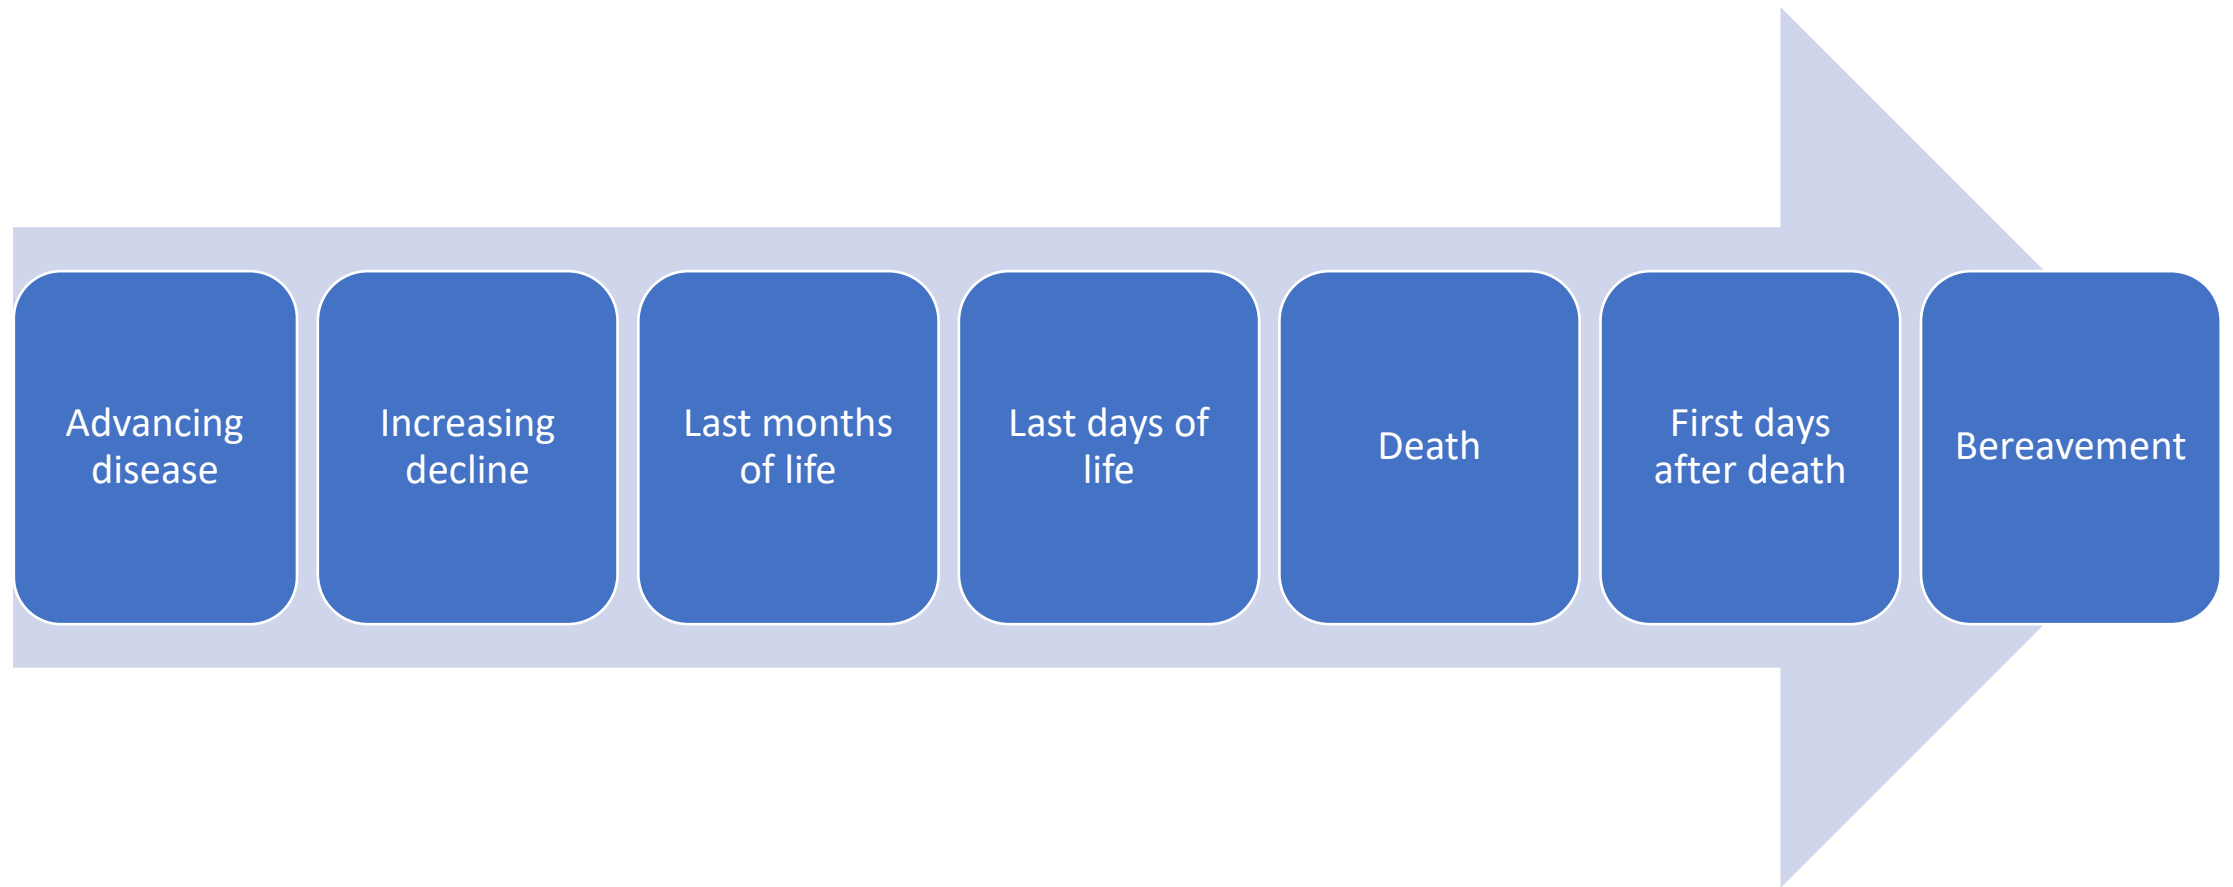 Advancing
disease
Increasing
decline
Last months
of life
Last days of
life
Death
First days
after death
Bereavement